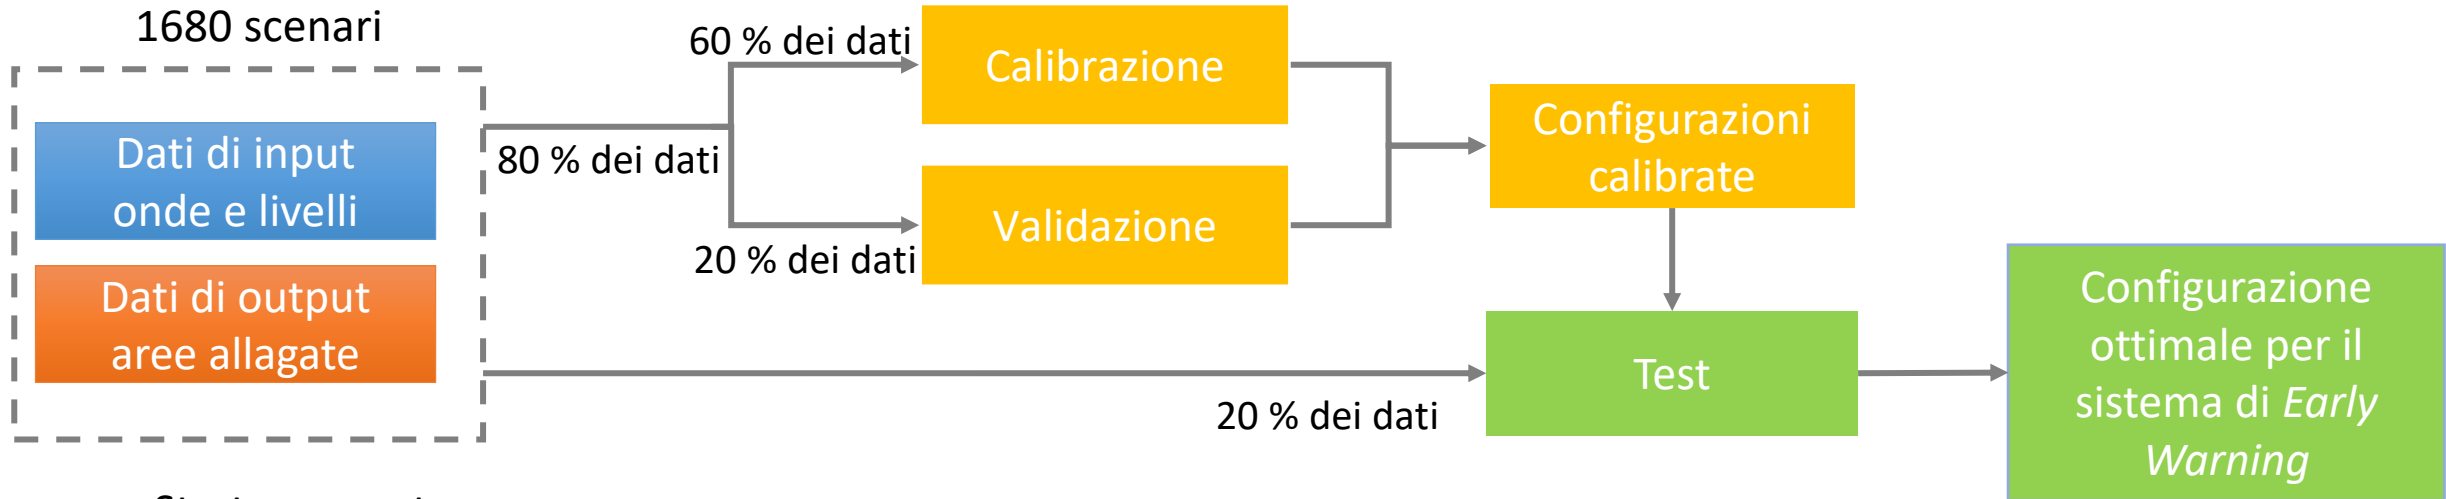 1680 scenari
Dati di input
onde e livelli
Dati di output
aree allagate
80 % dei dati
60 % dei dati
20 % dei dati
Calibrazione
Validazione
Configurazioni
calibrate
20 % dei dati
Test
Configurazione
ottimale per il
sistema di Early
Warning